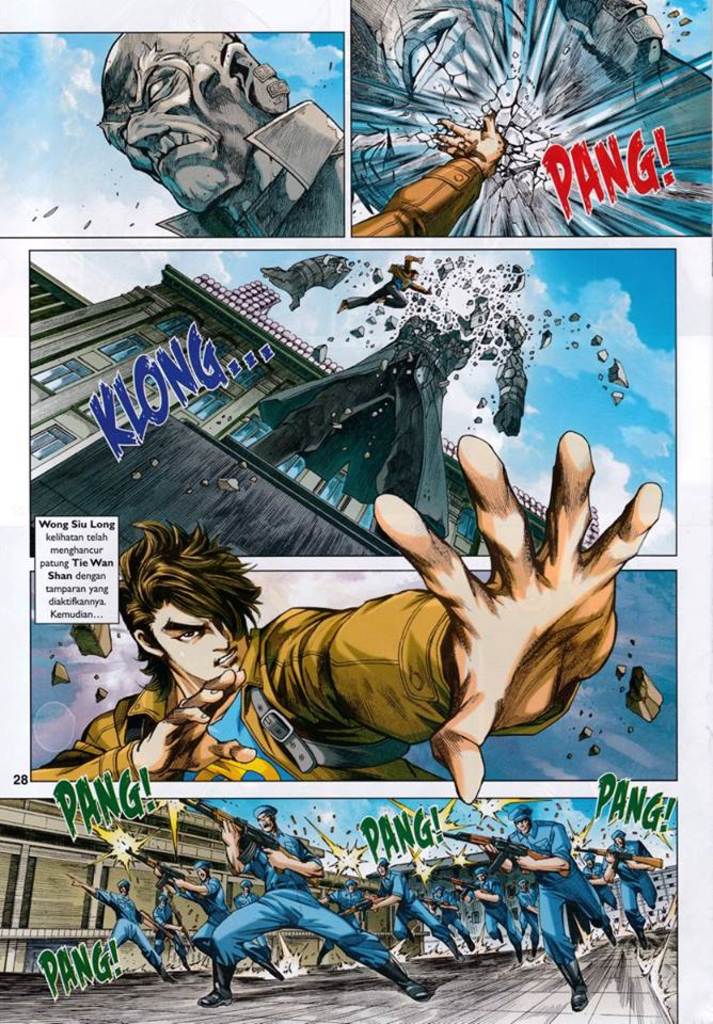 PANG!
KLONG...
Wong Siu Long
kelihatan telah
menghancur
patung Tie Wan
Shan dengan
tamparan yang
diaktifkannya.
Kemudian...
28
PANG!
PANG!
PANG!
PANG!